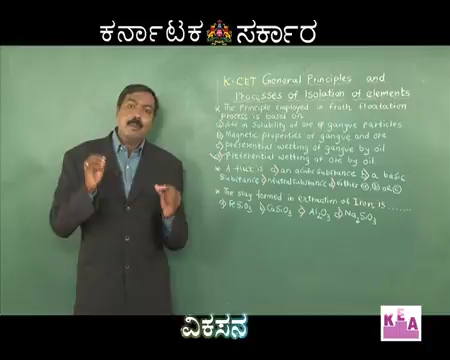 ಕರ್ನಾಟಕ ಸರ್ಕಾರ
K-CET General Principles and
Processes of Isolation of elements
* The Principle employed in froth floatation
process is based on
a) in Solubility of ore & gangue particles
b) Magnetic properties of gangue and ore
c) preferential wetting of gangue by oil
d) Preferential wetting of ore by oil
* A flux is a) an acidic substance b) a basic
substance c) neutral substance d) either a), b) or c)
* The slag formed in extraction of Iron is .......
a) FeSiO3 b) CaSiO3 c) Al2O3 d) Na2SiO3
ವಿಕಸನ
KEA